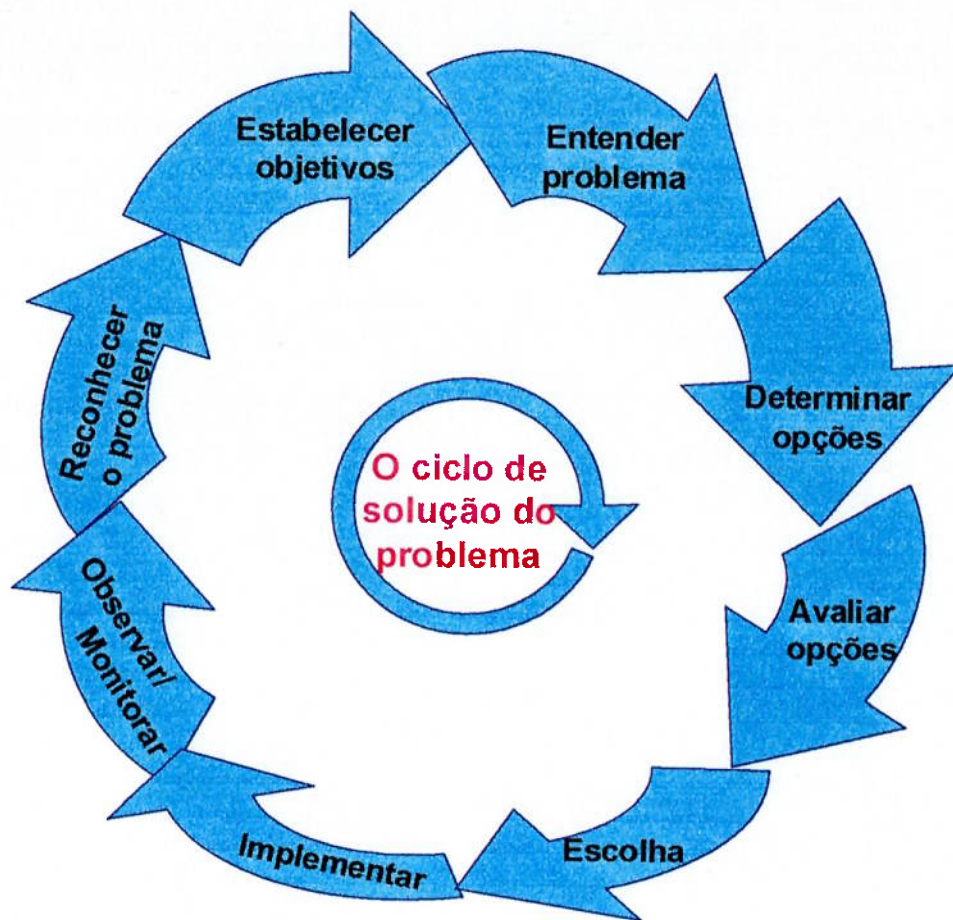 Estabelecer
objetivos
Entender
problema
Determinar
opções
Avaliar
opções
Escolha
Implementar
Observar/
Monitorar
Reconhecer
o problema
O ciclo de
solução do
problema